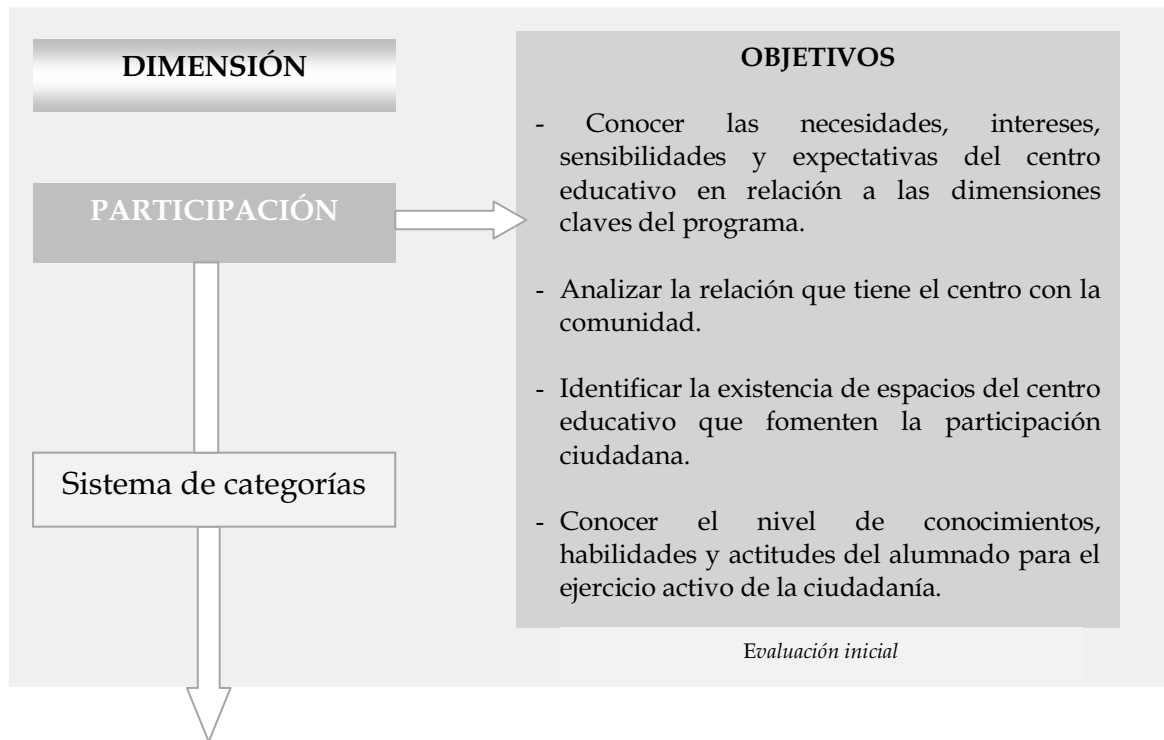 DIMENSIÓN
PARTICIPACIÓN
Sistema de categorías
OBJETIVOS
- Conocer las necesidades, intereses,
sensibilidades y expectativas del centro
educativo en relación a las dimensiones
claves del programa.
- Analizar la relación que tiene el centro con la
comunidad.
- Identificar la existencia de espacios del centro
educativo que fomenten la participación
ciudadana.
- Conocer el nivel de conocimientos,
habilidades y actitudes del alumnado para el
ejercicio activo de la ciudadanía.
Evaluación inicial